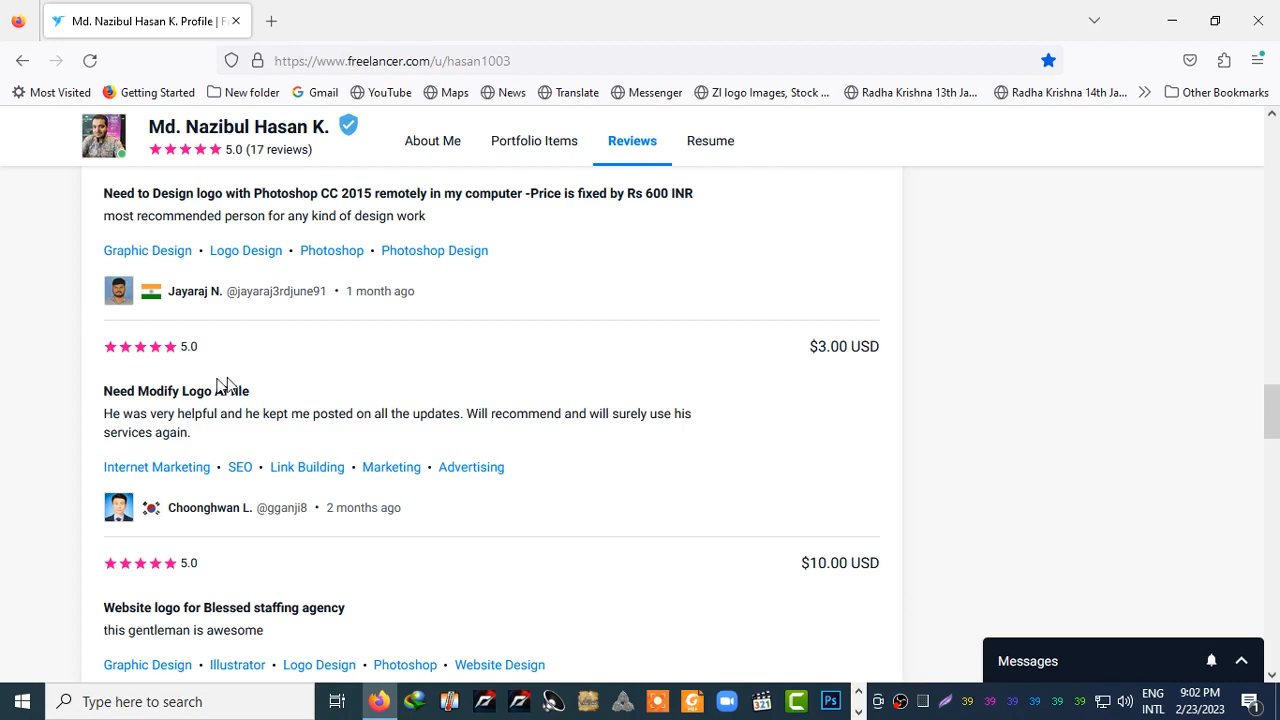 Md. Nazibul Hasan K. Profile |
https://www.freelancer.com/u/hasan1003
Most Visited Getting Started New folder Gmail YouTube Maps News Translate Messenger ZI logo Images, Stock ... Radha Krishna 13th Ja... Radha Krishna 14th Ja... Other Bookmarks
Md. Nazibul Hasan K.
5.0 (17 reviews)
About Me Portfolio Items Reviews Resume
Need to Design logo with Photoshop CC 2015 remotely in my computer -Price is fixed by Rs 600 INR
most recommended person for any kind of design work
Graphic Design • Logo Design • Photoshop • Photoshop Design
Jayaraj N. @jayaraj3rdjune91 • 1 month ago
5.0 $3.00 USD
Need Modify Logo
He was very helpful and he kept me posted on all the updates. Will recommend and will surely use his
services again.
Internet Marketing • SEO • Link Building • Marketing • Advertising
Choonghwan L. @gganji8 • 2 months ago
5.0 $10.00 USD
Website logo for Blessed staffing agency
this gentleman is awesome
Graphic Design • Illustrator • Logo Design • Photoshop • Website Design
Messages
Type here to search
Ps
39 39 39 39 39 39
ENG
INTL
9:02 PM
2/23/2023
1